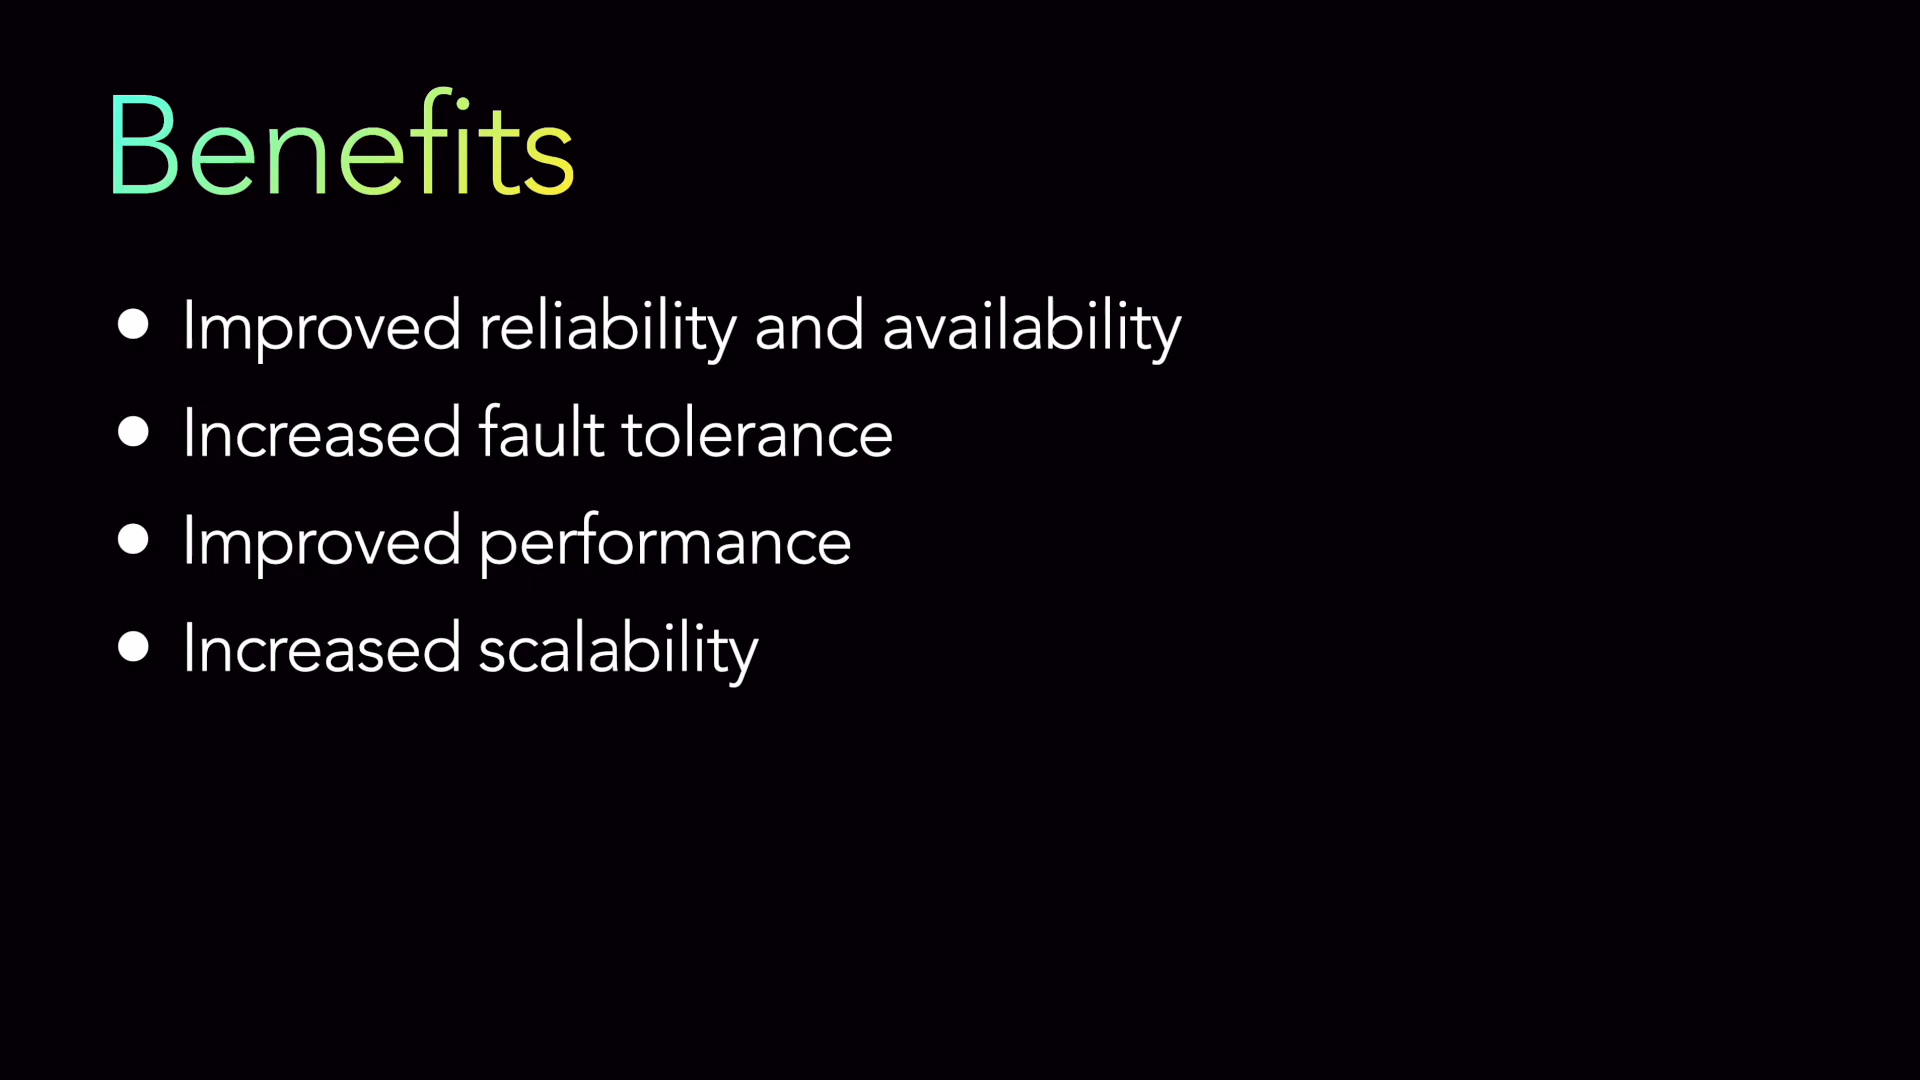 Benefits
• Improved reliability and availability
• Increased fault tolerance
• Improved performance
• Increased scalability